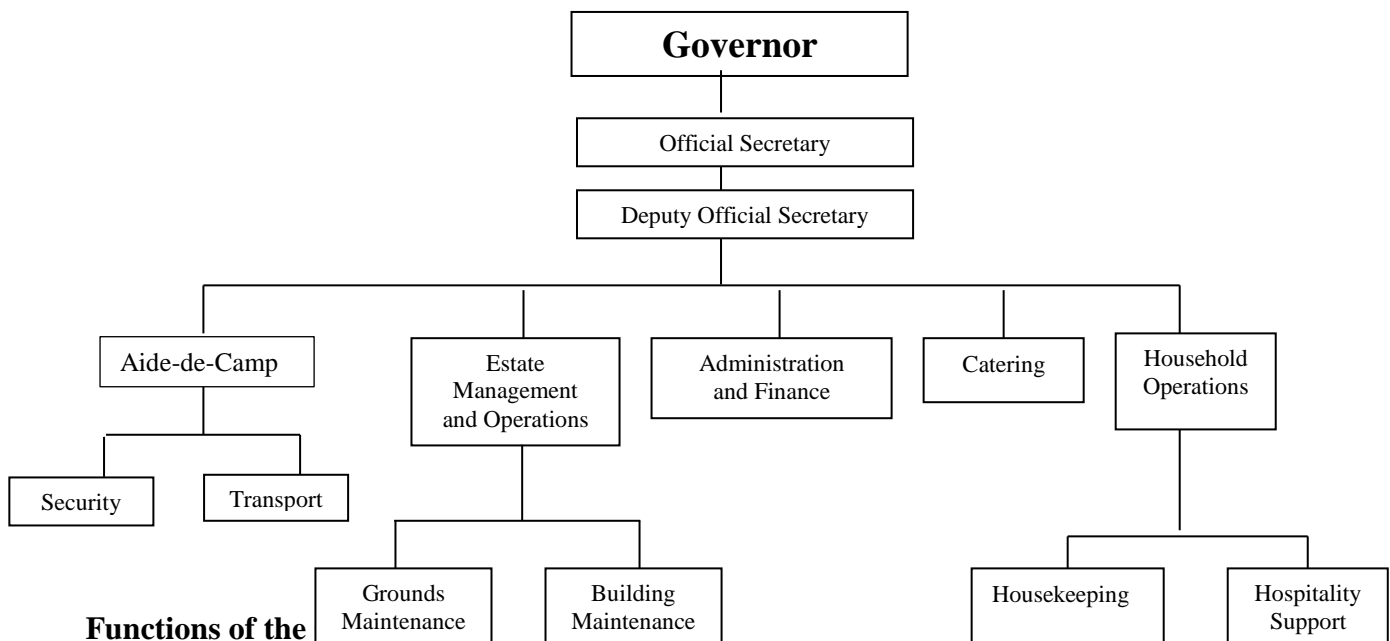 Governor
Official Secretary
Deputy Official Secretary
Aide-de-Camp
Estate
Management
and Operations
Administration
and Finance
Catering
Household
Operations
Security
Transport
Grounds
Maintenance
Building
Maintenance
Housekeeping
Hospitality
Support
Functions of the